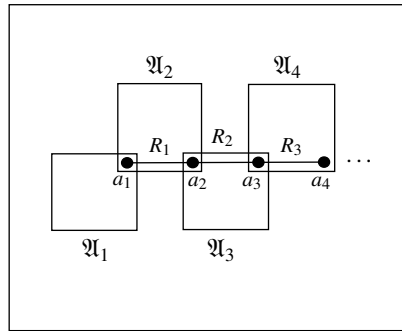 𝔄₂ 𝔄₄
R₁ R₂ R₃
a₁ a₂ a₃ a₄ ...
𝔄₁ 𝔄₃